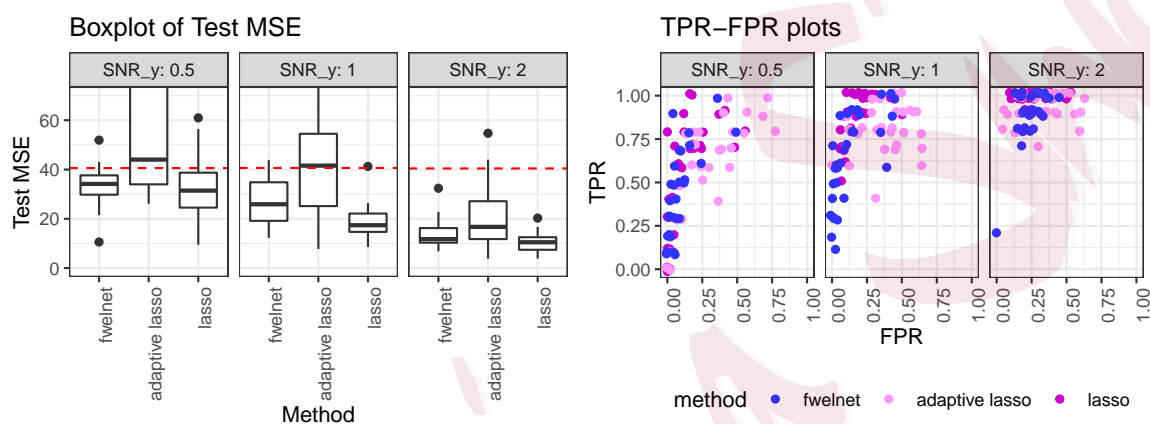 Boxplot of Test MSE
SNR_y: 0.5
SNR_y: 1
SNR_y: 2
Test MSE
60
40
20
0
fwelnet
adaptive lasso
lasso
fwelnet
adaptive lasso
lasso
fwelnet
adaptive lasso
lasso
Method
TPR−FPR plots
SNR_y: 0.5
SNR_y: 1
SNR_y: 2
TPR
1.00
0.75
0.50
0.25
0.00
0.00
0.25
0.50
0.75
1.00
0.00
0.25
0.50
0.75
1.00
0.00
0.25
0.50
0.75
1.00
FPR
method
fwelnet
adaptive lasso
lasso